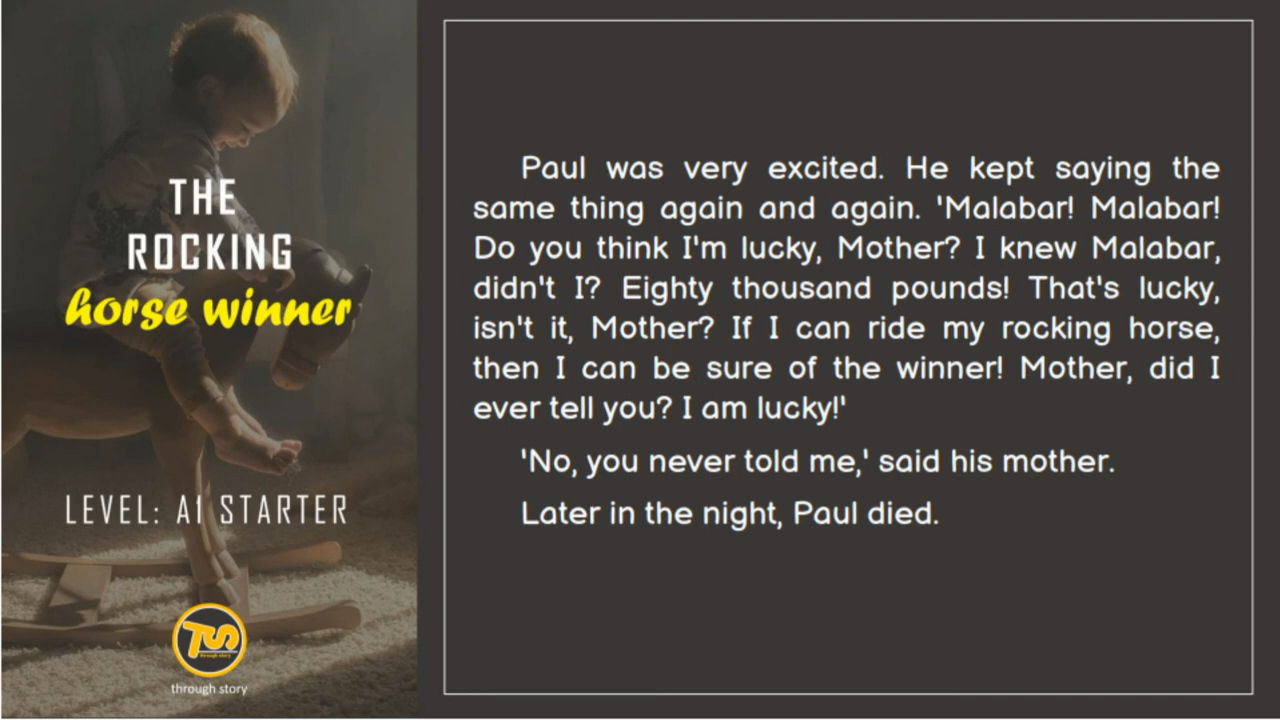 THE
ROCKING
horse winner
LEVEL: A1 STARTER
TS
through story
through story
Paul was very excited. He kept saying the
same thing again and again. 'Malabar! Malabar!
Do you think I'm lucky, Mother? I knew Malabar,
didn't I? Eighty thousand pounds! That's lucky,
isn't it, Mother? If I can ride my rocking horse,
then I can be sure of the winner! Mother, did I
ever tell you? I am lucky!'
'No, you never told me,' said his mother.
Later in the night, Paul died.